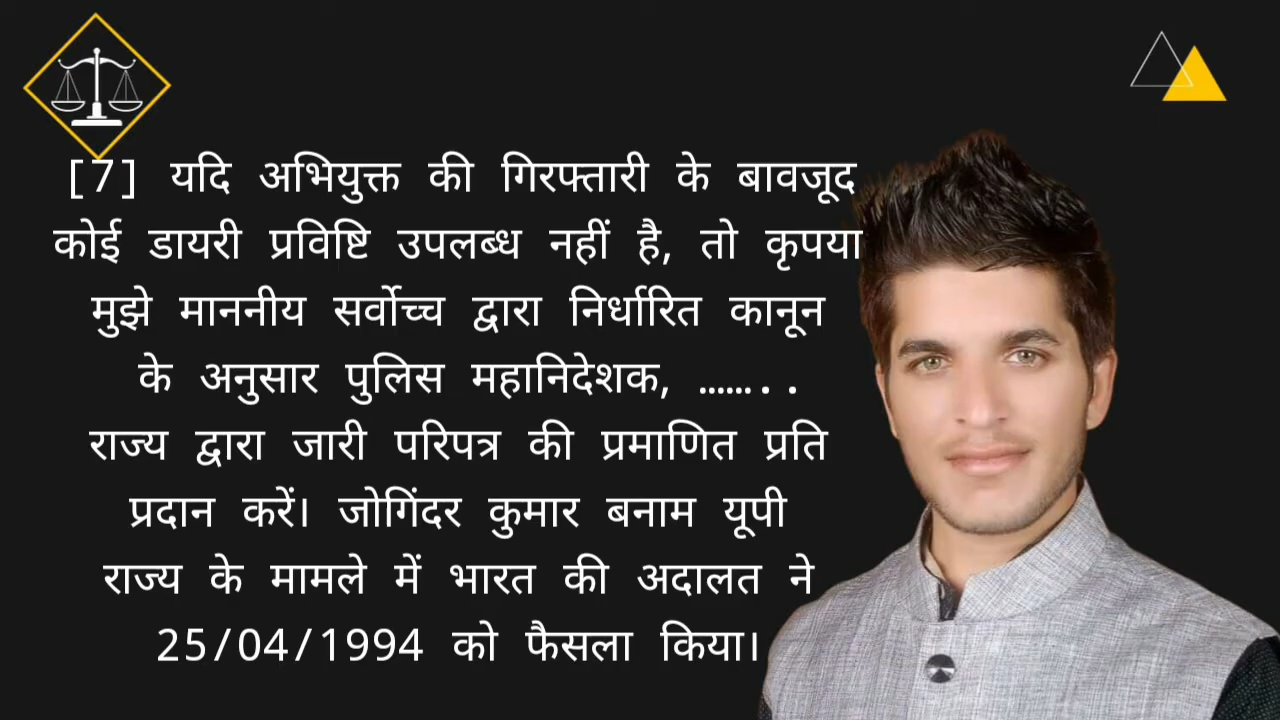 [7] यदि अभियुक्त की गिरफ्तारी के बावजूद
कोई डायरी प्रविष्टि उपलब्ध नहीं है, तो कृपया
मुझे माननीय सर्वोच्च द्वारा निर्धारित कानून
के अनुसार पुलिस महानिदेशक, ……..
राज्य द्वारा जारी परिपत्र की प्रमाणित प्रति
प्रदान करें। जोगिंदर कुमार बनाम यूपी
राज्य के मामले में भारत की अदालत ने
25/04/1994 को फैसला किया।